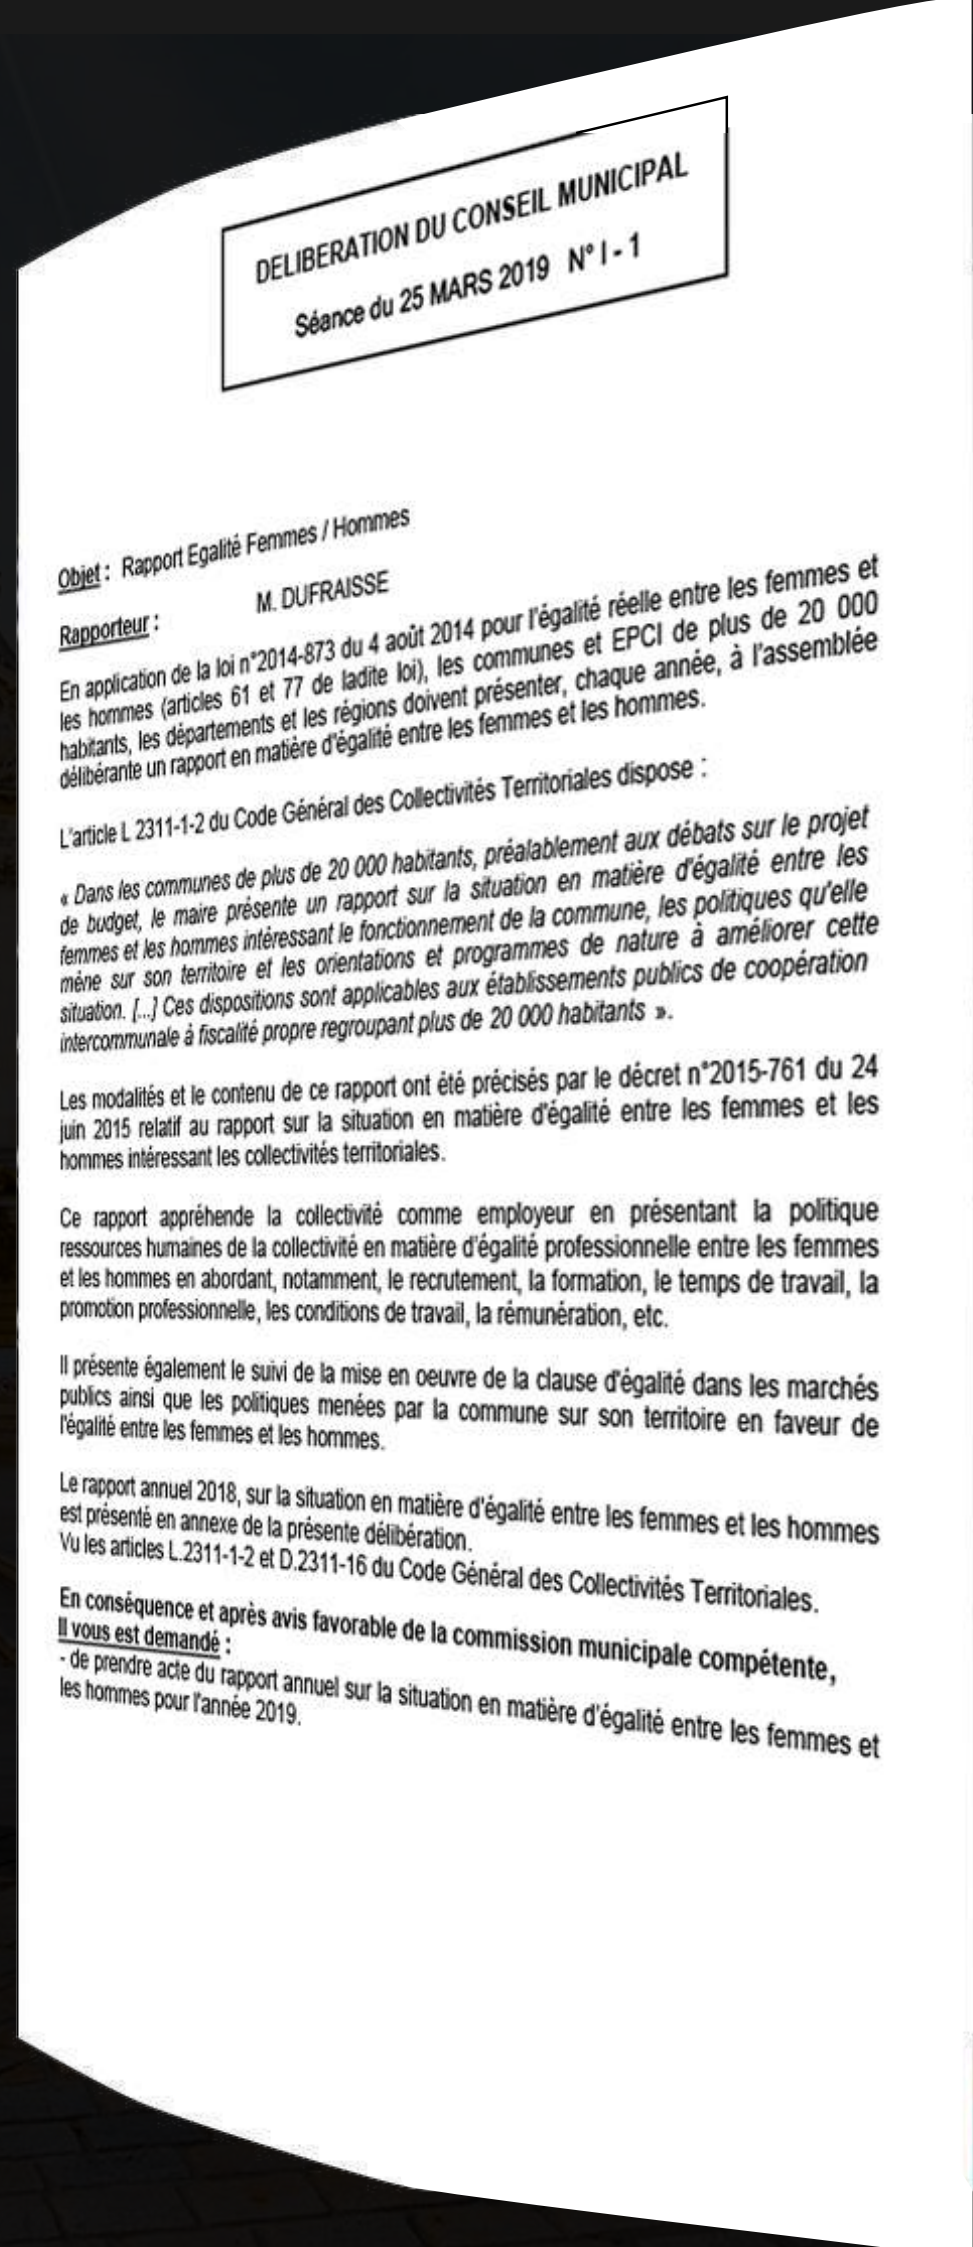 DELIBERATION DU CONSEIL MUNICIPAL
Séance du 25 MARS 2019 N° I - 1
Objet : Rapport Egalité Femmes / Hommes
Rapporteur : M. DUFRAISSE
En application de la loi n°2014-873 du 4 août 2014 pour l'égalité réelle entre les femmes et
les hommes (articles 61 et 77 de ladite loi), les communes et EPCI de plus de 20 000
habitants, les départements et les régions doivent présenter, chaque année, à l'assemblée
délibérante un rapport en matière d'égalité entre les femmes et les hommes.
L'article L 2311-1-2 du Code Général des Collectivités Territoriales dispose :
« Dans les communes de plus de 20 000 habitants, préalablement aux débats sur le projet
de budget, le maire présente un rapport sur la situation en matière d'égalité entre les
femmes et les hommes intéressant le fonctionnement de la commune, les politiques qu'elle
mène sur son territoire et les orientations et programmes de nature à améliorer cette
situation. [...] Ces dispositions sont applicables aux établissements publics de coopération
intercommunale à fiscalité propre regroupant plus de 20 000 habitants ».
Les modalités et le contenu de ce rapport ont été précisés par le décret n°2015-761 du 24
juin 2015 relatif au rapport sur la situation en matière d'égalité entre les femmes et les
hommes intéressant les collectivités territoriales.
Ce rapport appréhende la collectivité comme employeur en présentant la politique
ressources humaines de la collectivité en matière d'égalité professionnelle entre les femmes
et les hommes en abordant, notamment, le recrutement, la formation, le temps de travail, la
promotion professionnelle, les conditions de travail, la rémunération, etc.
Il présente également le suivi de la mise en oeuvre de la clause d'égalité dans les marchés
publics ainsi que les politiques menées par la commune sur son territoire en faveur de
l'égalité entre les femmes et les hommes.
Le rapport annuel 2018, sur la situation en matière d'égalité entre les femmes et les hommes
est présenté en annexe de la présente délibération.
Vu les articles L.2311-1-2 et D.2311-16 du Code Général des Collectivités Territoriales.
En conséquence et après avis favorable de la commission municipale compétente,
Il vous est demandé :
- de prendre acte du rapport annuel sur la situation en matière d'égalité entre les femmes et
les hommes pour l'année 2019.